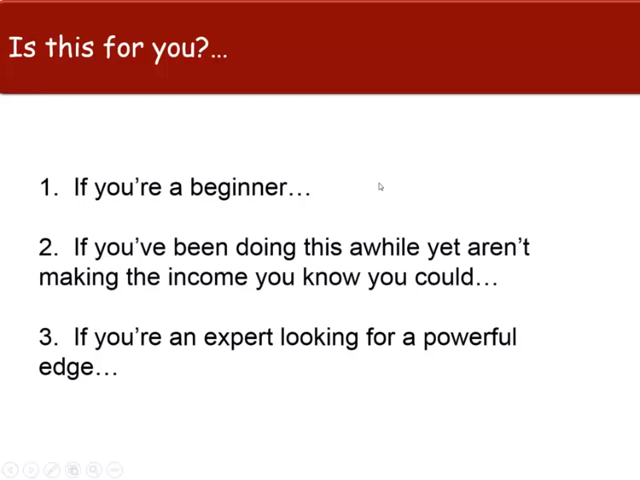 Is this for you?...
1. If you're a beginner…
2. If you've been doing this awhile yet aren't
making the income you know you could…
3. If you're an expert looking for a powerful
edge…